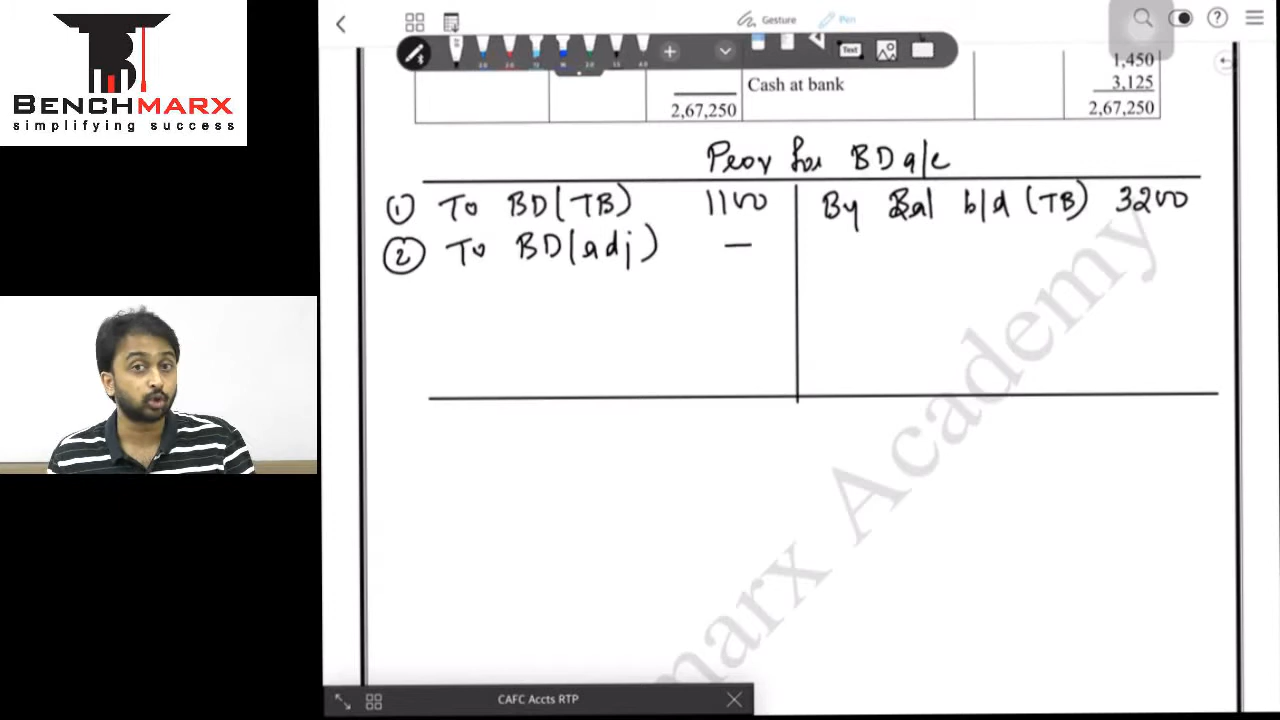 BENCHMARX
simplifying success
Gesture
Pen
Text
1,450
Cash at bank 3,125
2,67,250 2,67,250
Prov for BD a/c
① To BD (TB) 1100 By Bal b/d (TB) 3200
② To BD (adj) —
marx Academy
CAFC Accts RTP